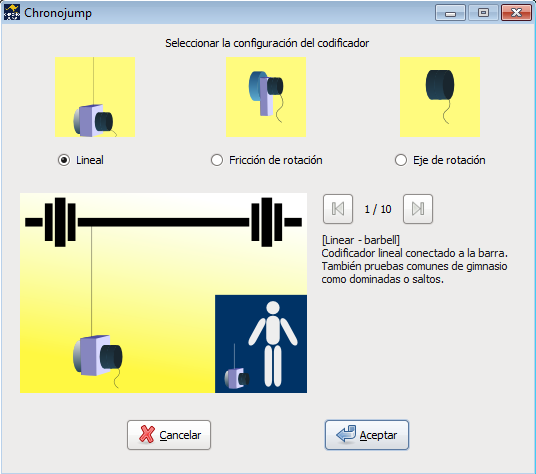 Chronojump
Seleccionar la configuración del codificador
Lineal
Fricción de rotación
Eje de rotación
1 / 10
[Linear - barbell]
Codificador lineal conectado a la barra.
También pruebas comunes de gimnasio
como dominadas o saltos.
Cancelar
Aceptar